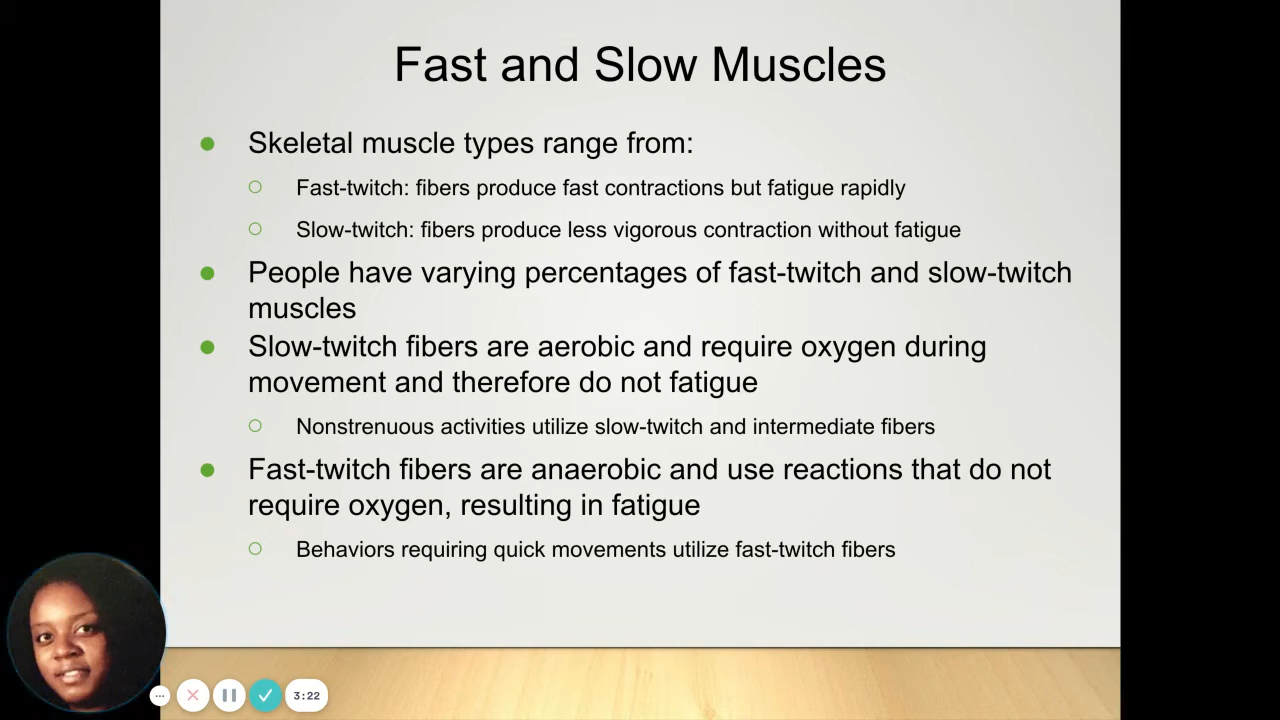 Fast and Slow Muscles
Skeletal muscle types range from:
Fast-twitch: fibers produce fast contractions but fatigue rapidly
Slow-twitch: fibers produce less vigorous contraction without fatigue
People have varying percentages of fast-twitch and slow-twitch
muscles
Slow-twitch fibers are aerobic and require oxygen during
movement and therefore do not fatigue
Nonstrenuous activities utilize slow-twitch and intermediate fibers
Fast-twitch fibers are anaerobic and use reactions that do not
require oxygen, resulting in fatigue
Behaviors requiring quick movements utilize fast-twitch fibers
3:22